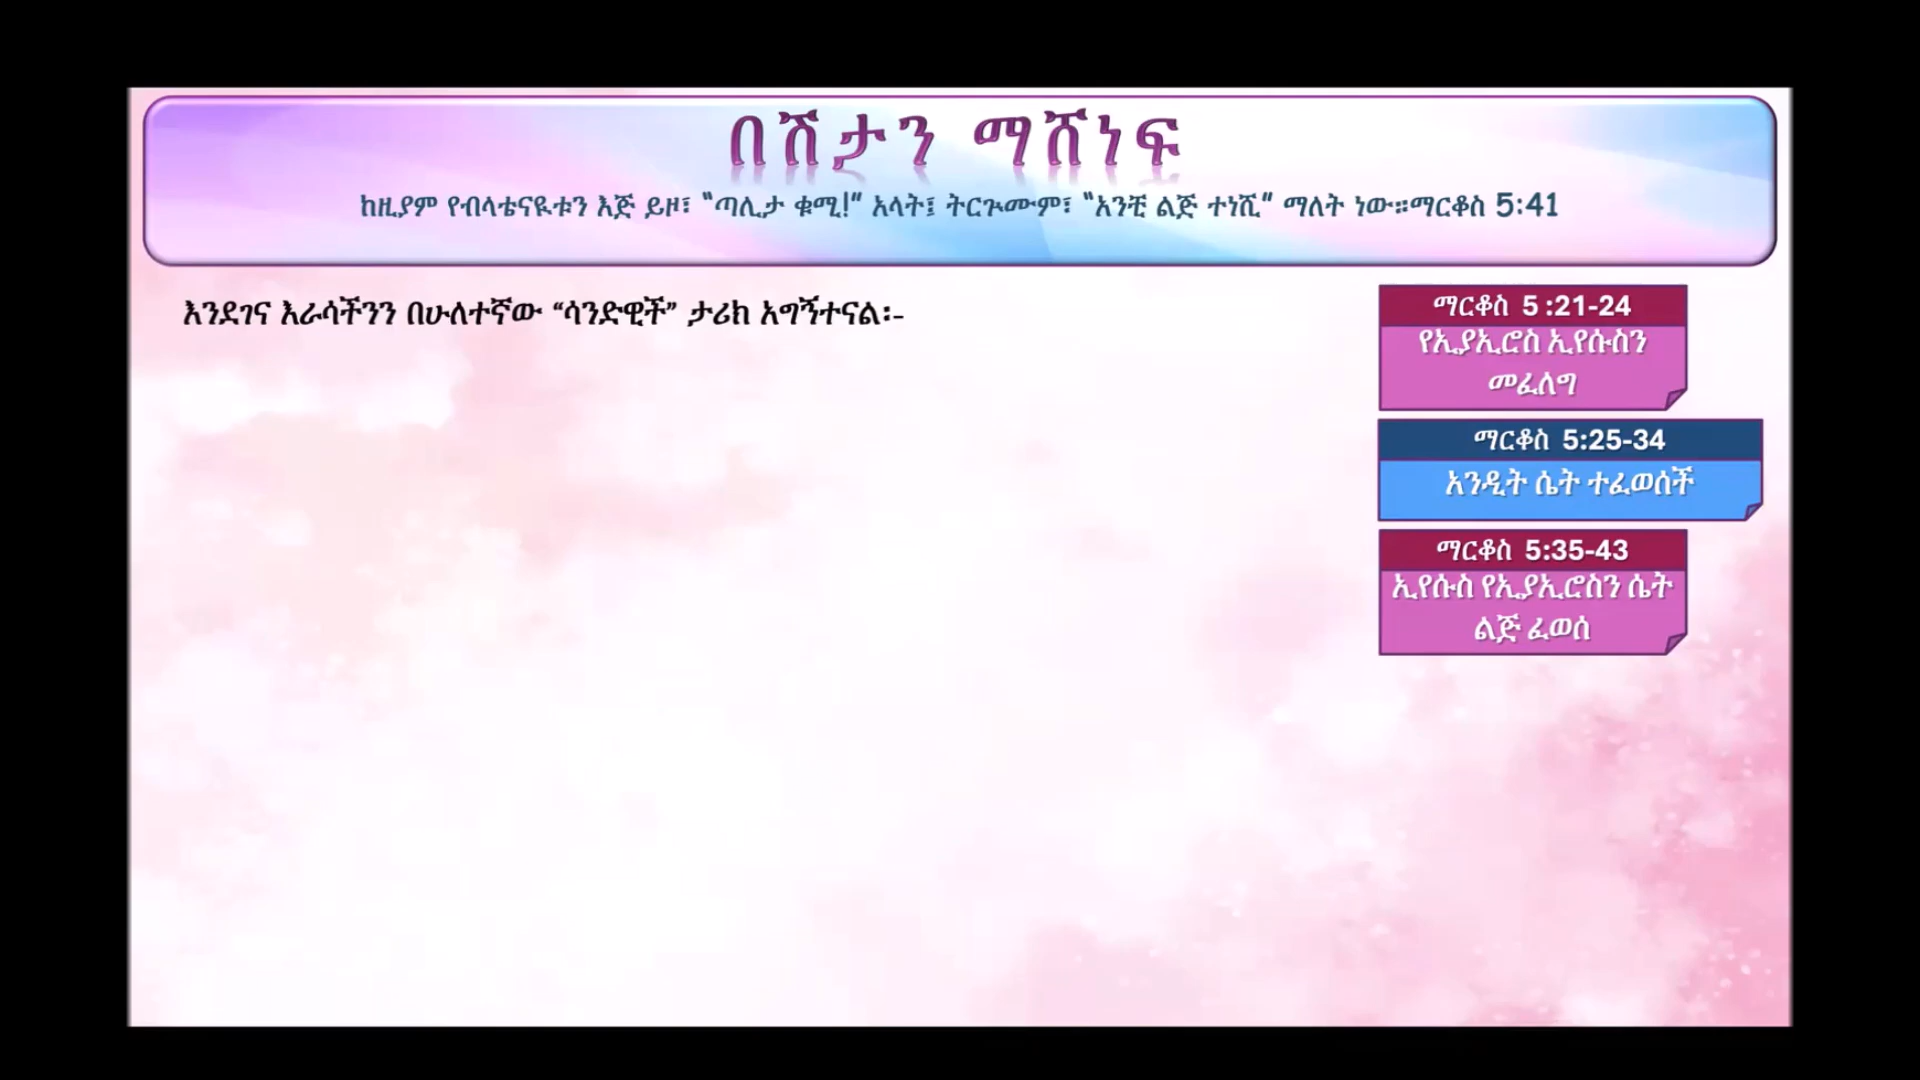 በሽታን ማሸነፍ
ከዚያም የብላቴናዪቱን እጅ ይዞ፣ “ጣሊታ ቁሚ!” አላት፤ ትርጕሙም፣ “አንቺ ልጅ ተነሺ” ማለት ነው።ማርቆስ 5:41
እንደገና እራሳችንን በሁለተኛው “ሳንድዊች” ታሪክ አግኝተናል፡-
ማርቆስ 5 :21-24
የኢያኢሮስ ኢየሱስን
መፈለግ
ማርቆስ 5:25-34
አንዲት ሴት ተፈወሰች
ማርቆስ 5:35-43
ኢየሱስ የኢያኢሮስን ሴት
ልጅ ፈወሰ